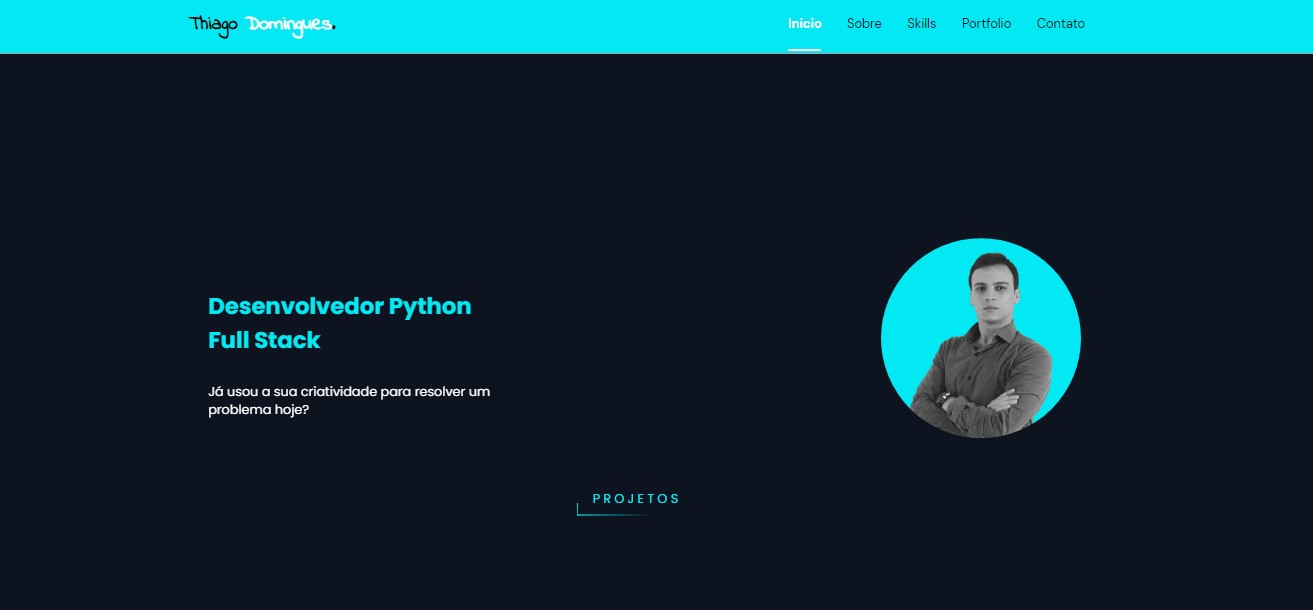 Thiago Domingues.
Inicio Sobre Skills Portfolio Contato
Desenvolvedor Python
Full Stack
Já usou a sua criatividade para resolver um
problema hoje?
PROJETOS